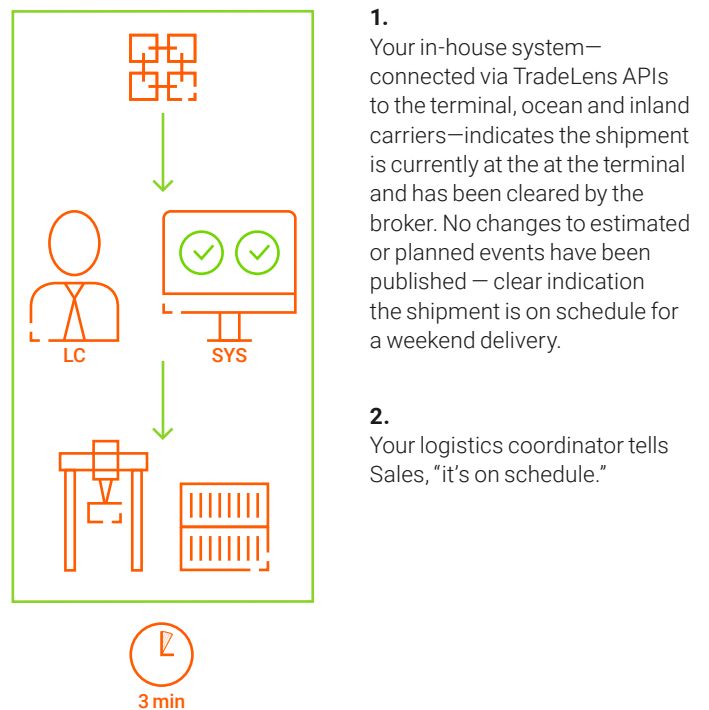 LC
SYS
3 min
1.
Your in-house system—
connected via TradeLens APIs
to the terminal, ocean and inland
carriers—indicates the shipment
is currently at the at the terminal
and has been cleared by the
broker. No changes to estimated
or planned events have been
published — clear indication
the shipment is on schedule for
a weekend delivery.
2.
Your logistics coordinator tells
Sales, “it’s on schedule.”